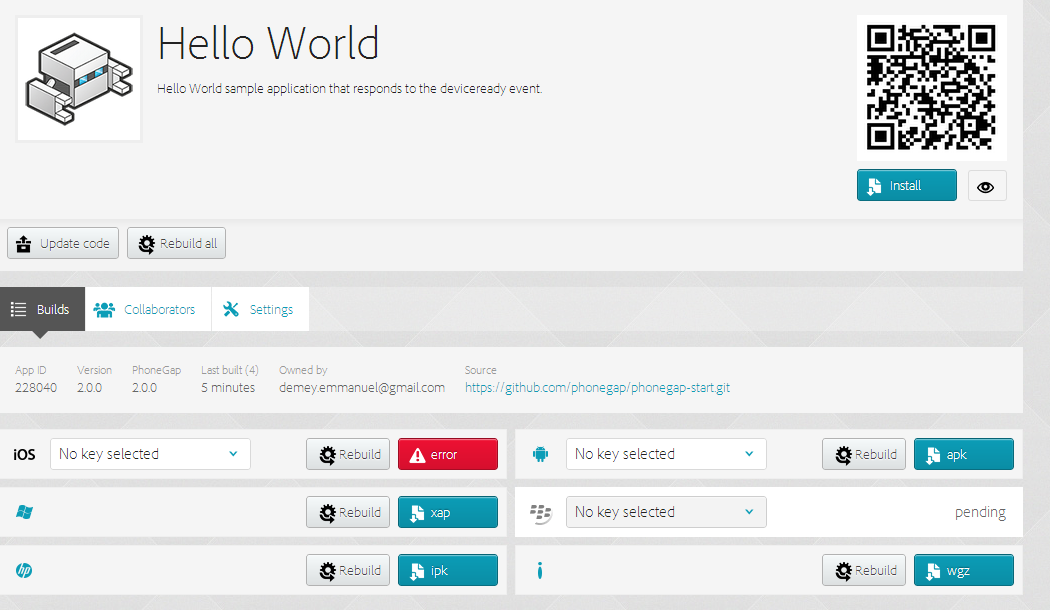 Hello World
Hello World sample application that responds to the deviceready event.
Install
Update code
Rebuild all
Builds
Collaborators
Settings
App ID
228040
Version
2.0.0
PhoneGap
2.0.0
Last built (4)
5 minutes
Owned by
demey.emmanuel@gmail.com
Source
https://github.com/phonegap/phonegap-start.git
iOS
No key selected
Rebuild
error
No key selected
Rebuild
apk
Rebuild
xap
No key selected
pending
hp
Rebuild
ipk
Rebuild
wgz